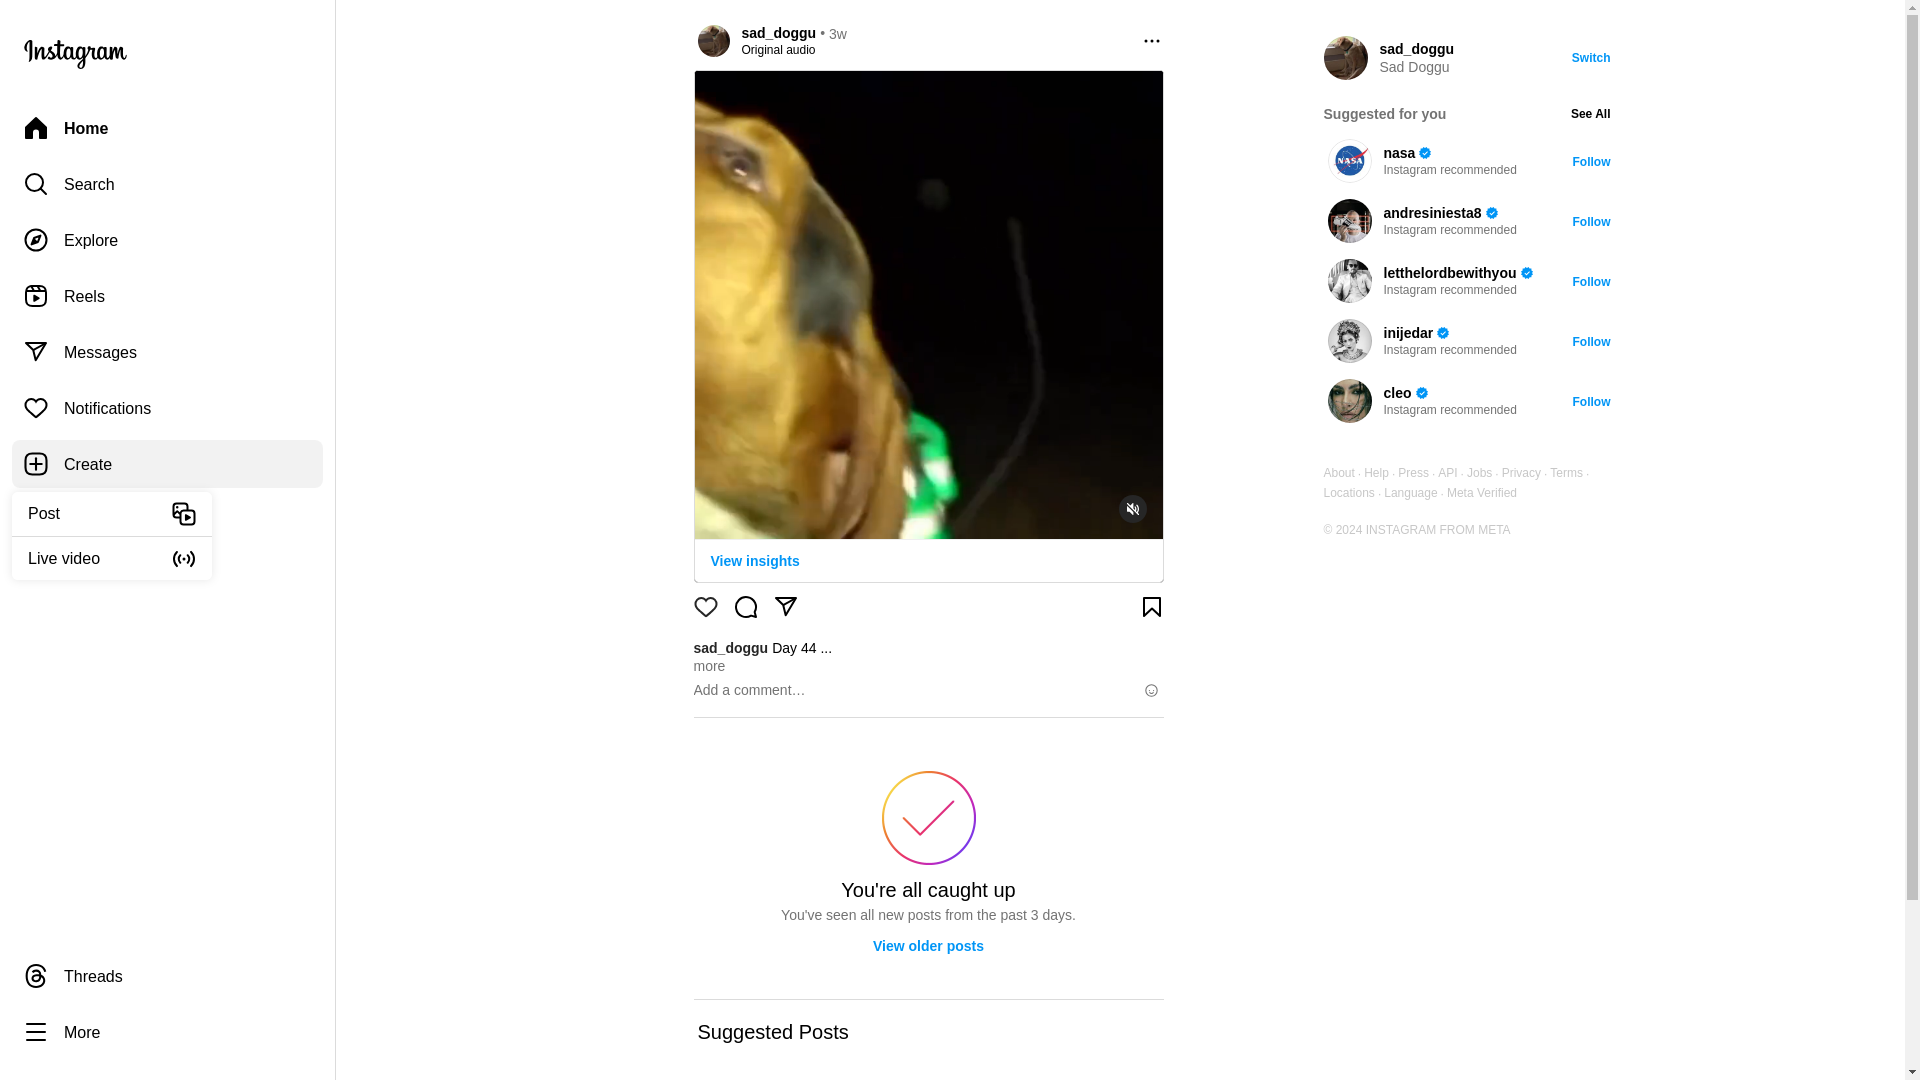 Instagram
Home
Search
Explore
Reels
Messages
Notifications
Create
Post
Live video
Threads
More
sad_doggu • 3w
Original audio
View insights
sad_doggu Day 44 ...
more
Add a comment…
You're all caught up
You've seen all new posts from the past 3 days.
View older posts
Suggested Posts
sad_doggu
Sad Doggu
Switch
Suggested for you
See All
NASA
nasa
Instagram recommended
Follow
andresiniesta8
Instagram recommended
Follow
letthelordbewithyou
Instagram recommended
Follow
inijedar
Instagram recommended
Follow
cleo
Instagram recommended
Follow
About · Help · Press · API · Jobs · Privacy · Terms ·
Locations · Language · Meta Verified
© 2024 INSTAGRAM FROM META